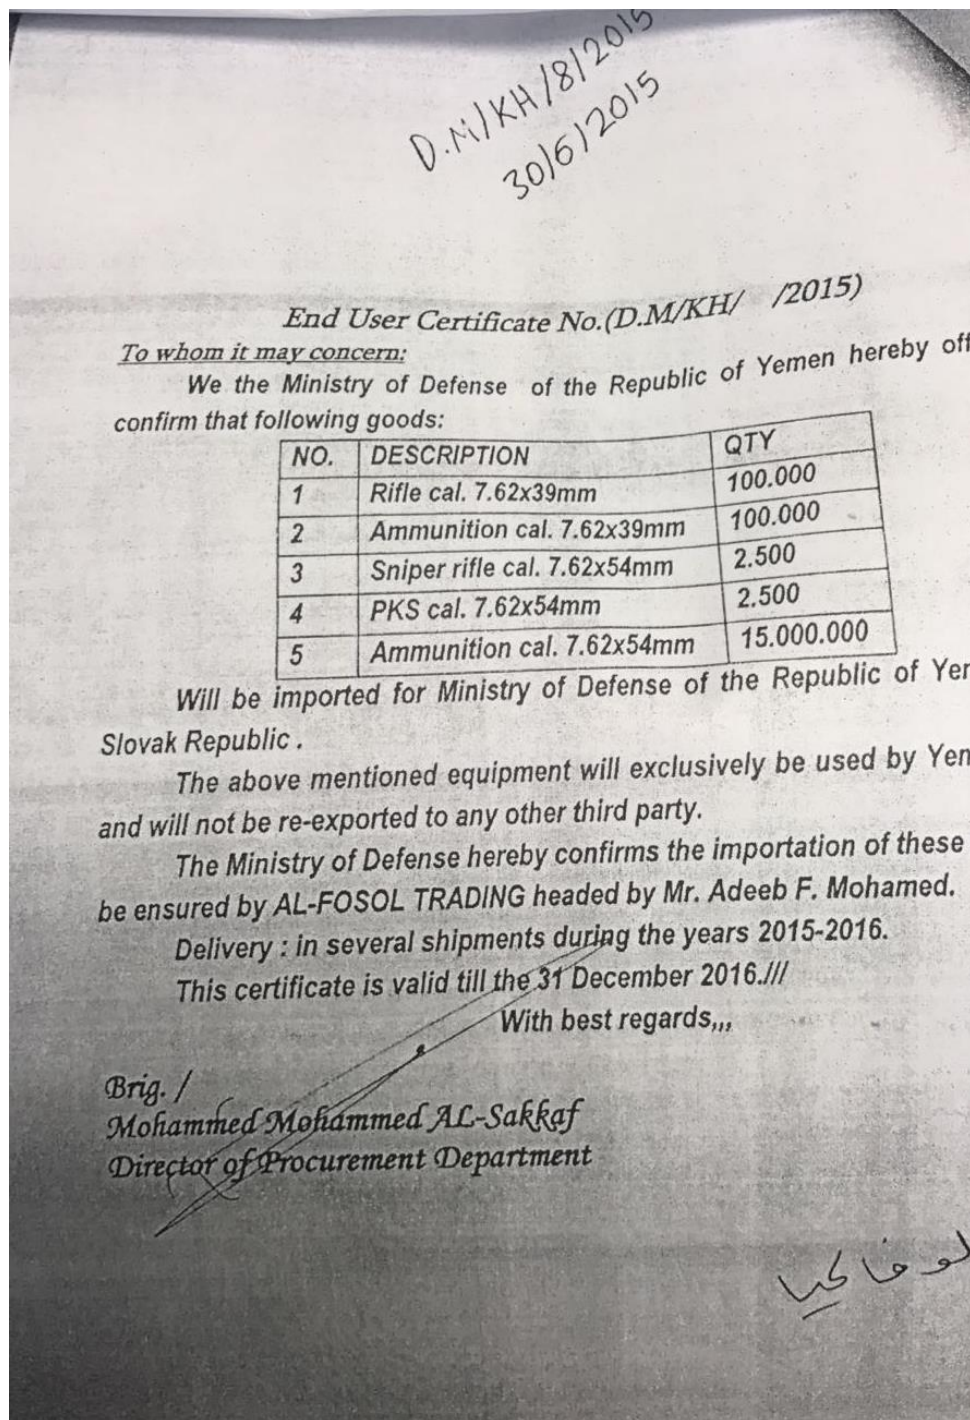 D.M/KH/8/2015
30/6/2015
End User Certificate No.(D.M/KH/ /2015)
To whom it may concern:
We the Ministry of Defense of the Republic of Yemen hereby off
confirm that following goods:
NO. DESCRIPTION QTY
1 Rifle cal. 7.62x39mm 100.000
2 Ammunition cal. 7.62x39mm 100.000
3 Sniper rifle cal. 7.62x54mm 2.500
4 PKS cal. 7.62x54mm 2.500
5 Ammunition cal. 7.62x54mm 15.000.000
Will be imported for Ministry of Defense of the Republic of Yer
Slovak Republic .
The above mentioned equipment will exclusively be used by Yen
and will not be re-exported to any other third party.
The Ministry of Defense hereby confirms the importation of these
be ensured by AL-FOSOL TRADING headed by Mr. Adeeb F. Mohamed.
Delivery : in several shipments during the years 2015-2016.
This certificate is valid till the 31 December 2016.///
With best regards,,,
Brig. /
Mohammed Mohammed AL-Sakkaf
Director of Procurement Department
لوفاكيا